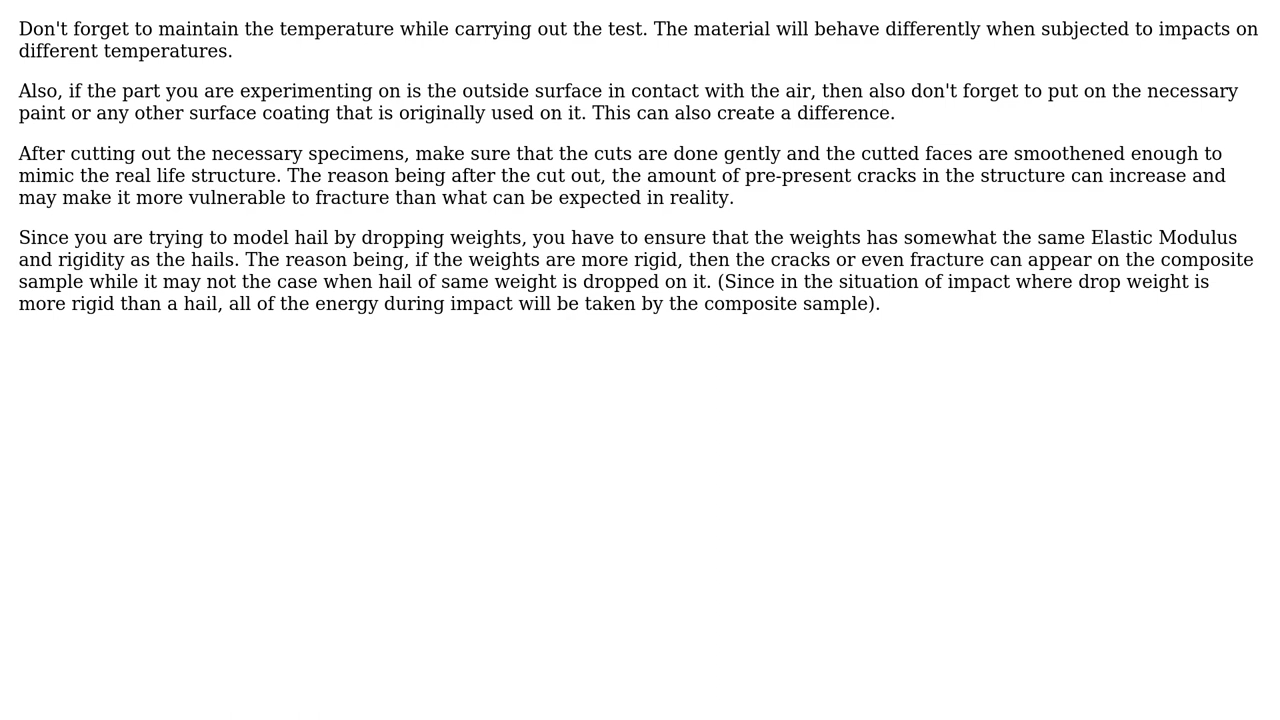 Don't forget to maintain the temperature while carrying out the test. The material will behave differently when subjected to impacts on
different temperatures.
Also, if the part you are experimenting on is the outside surface in contact with the air, then also don't forget to put on the necessary
paint or any other surface coating that is originally used on it. This can also create a difference.
After cutting out the necessary specimens, make sure that the cuts are done gently and the cutted faces are smoothened enough to
mimic the real life structure. The reason being after the cut out, the amount of pre-present cracks in the structure can increase and
may make it more vulnerable to fracture than what can be expected in reality.
Since you are trying to model hail by dropping weights, you have to ensure that the weights has somewhat the same Elastic Modulus
and rigidity as the hails. The reason being, if the weights are more rigid, then the cracks or even fracture can appear on the composite
sample while it may not the case when hail of same weight is dropped on it. (Since in the situation of impact where drop weight is
more rigid than a hail, all of the energy during impact will be taken by the composite sample).